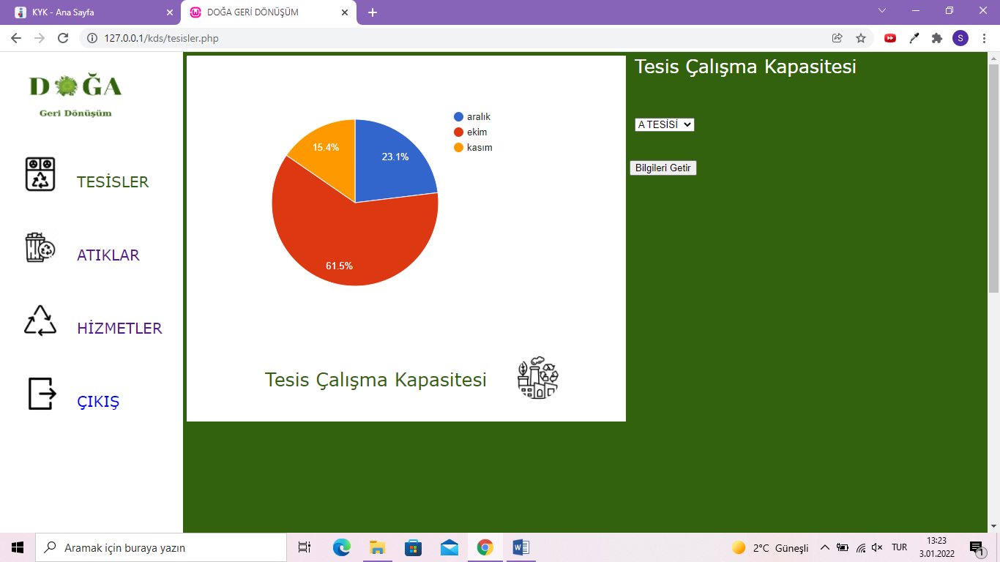 KYK - Ana Sayfa
DOĞA GERİ DÖNÜŞÜM
127.0.0.1/kds/tesisler.php
S
DOĞA
Geri Dönüşüm
TESİSLER
ATIKLAR
HİZMETLER
ÇIKIŞ
aralık
ekim
kasım
15.4%
23.1%
61.5%
Tesis Çalışma Kapasitesi
Tesis Çalışma Kapasitesi
A TESİSİ
Bilgileri Getir
Aramak için buraya yazın
2°C Güneşli
TUR
13:23
3.01.2022
1